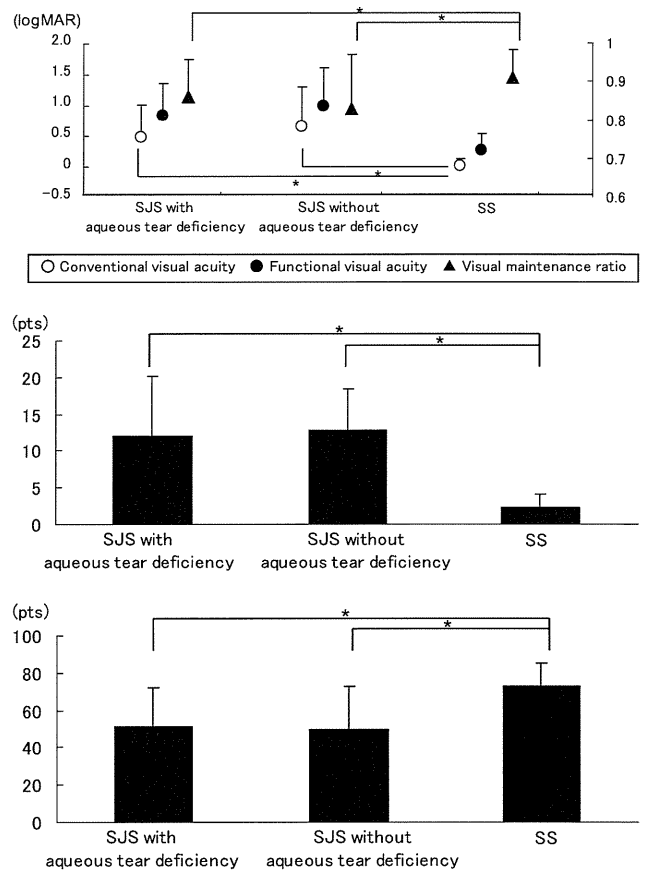 (logMAR)
2.0
1.5
1.0
0.5
0
-0.5
1
0.9
0.8
0.7
0.6
*
*
*
*
SJS with
aqueous tear deficiency
SJS without
aqueous tear deficiency
SS
○ Conventional visual acuity ● Functional visual acuity ▲ Visual maintenance ratio
(pts)
25
20
15
10
5
0
*
*
SJS with
aqueous tear deficiency
SJS without
aqueous tear deficiency
SS
(pts)
100
80
60
40
20
0
*
*
SJS with
aqueous tear deficiency
SJS without
aqueous tear deficiency
SS